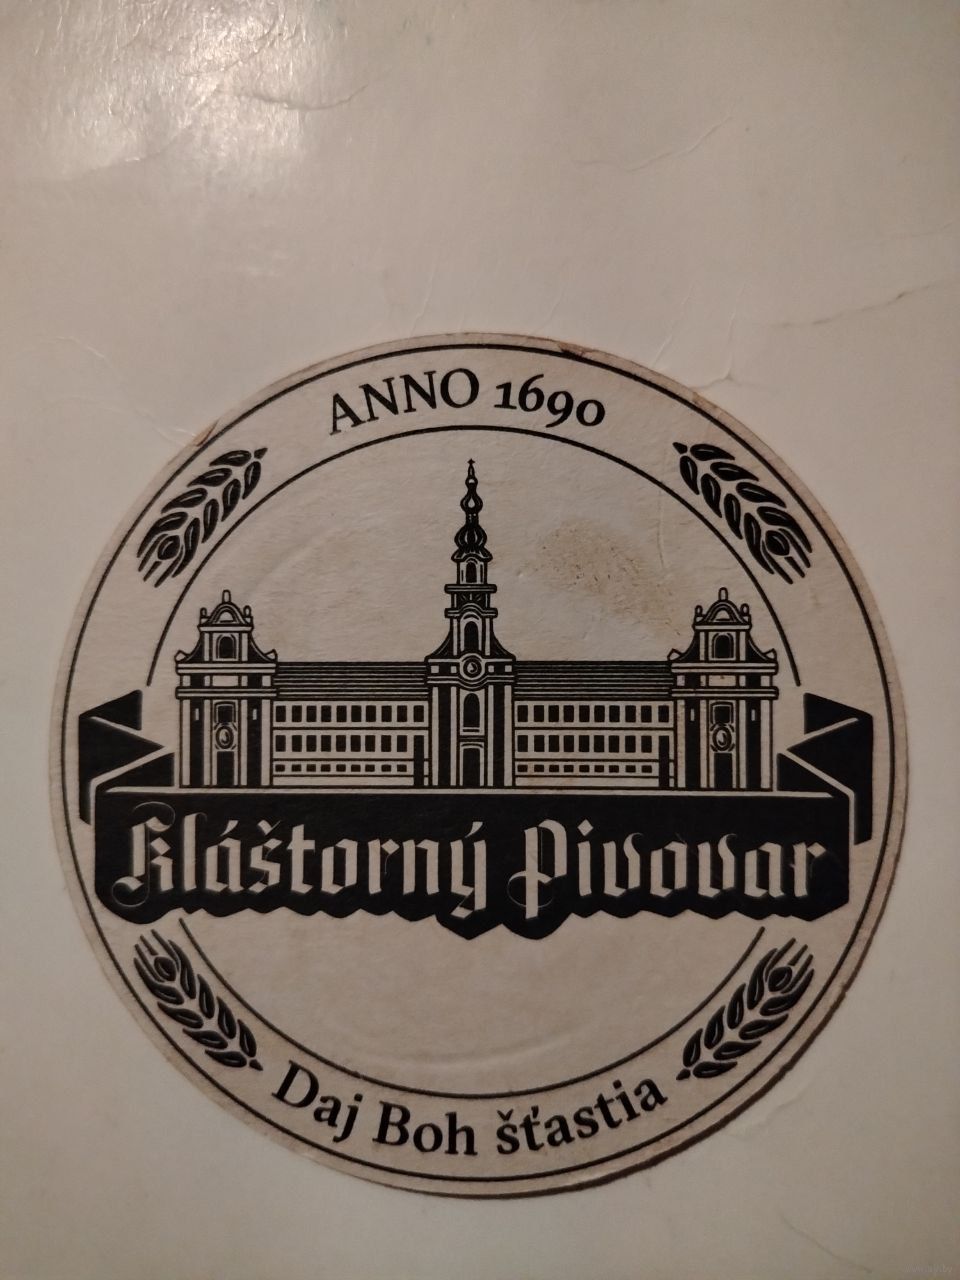 ANNO 1690
Kláštorný Pivovar
Daj Boh šťastia